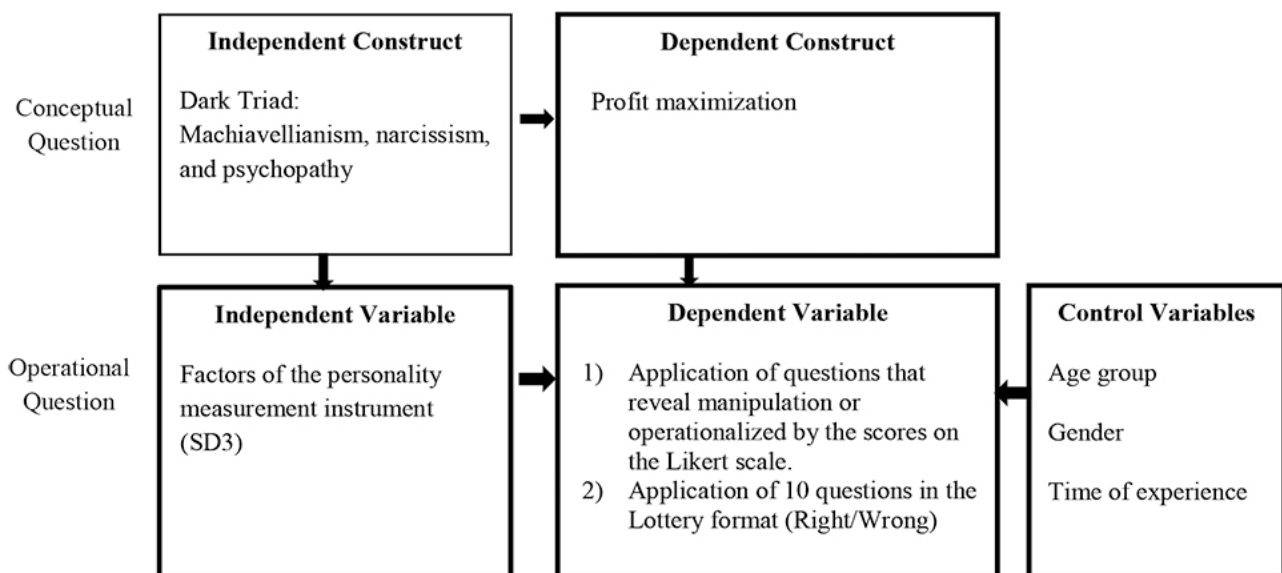 Independent Construct
Dark Triad:
Machiavellianism, narcissism,
and psychopathy
Dependent Construct
Profit maximization
Conceptual
Question
Independent Variable
Factors of the personality
measurement instrument
(SD3)
Dependent Variable
1) Application of questions that
reveal manipulation or
operationalized by the scores on
the Likert scale.
2) Application of 10 questions in the
Lottery format (Right/Wrong)
Control Variables
Age group
Gender
Time of experience
Operational
Question